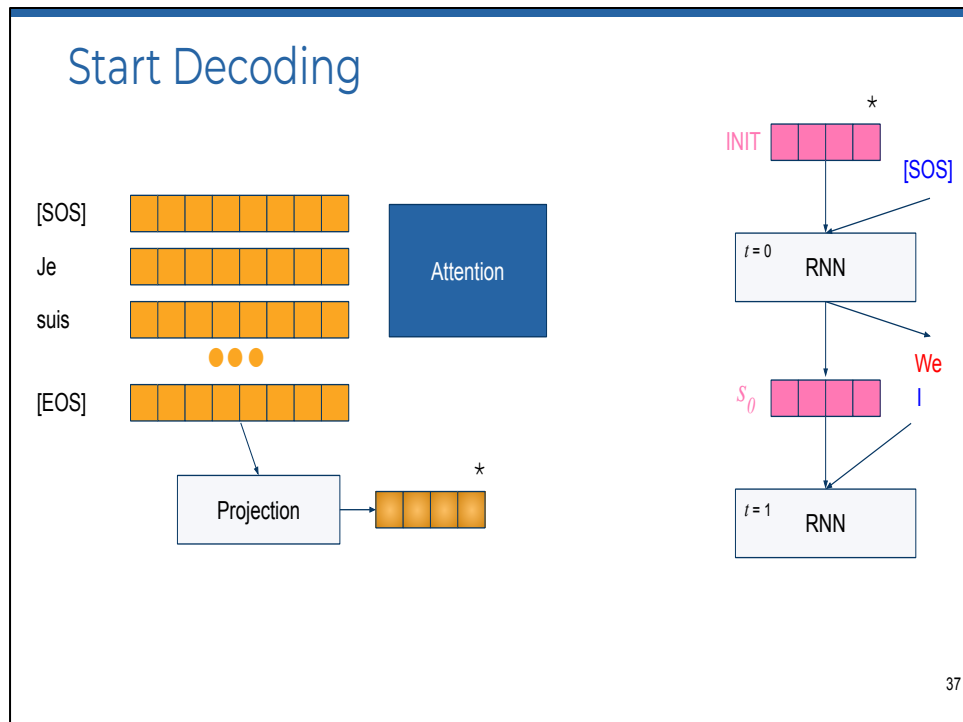 Start Decoding
*
INIT
[SOS]
[SOS]
Je
suis
[EOS]
Attention
t = 0
RNN
We
I
s0
*
Projection
t = 1
RNN
37